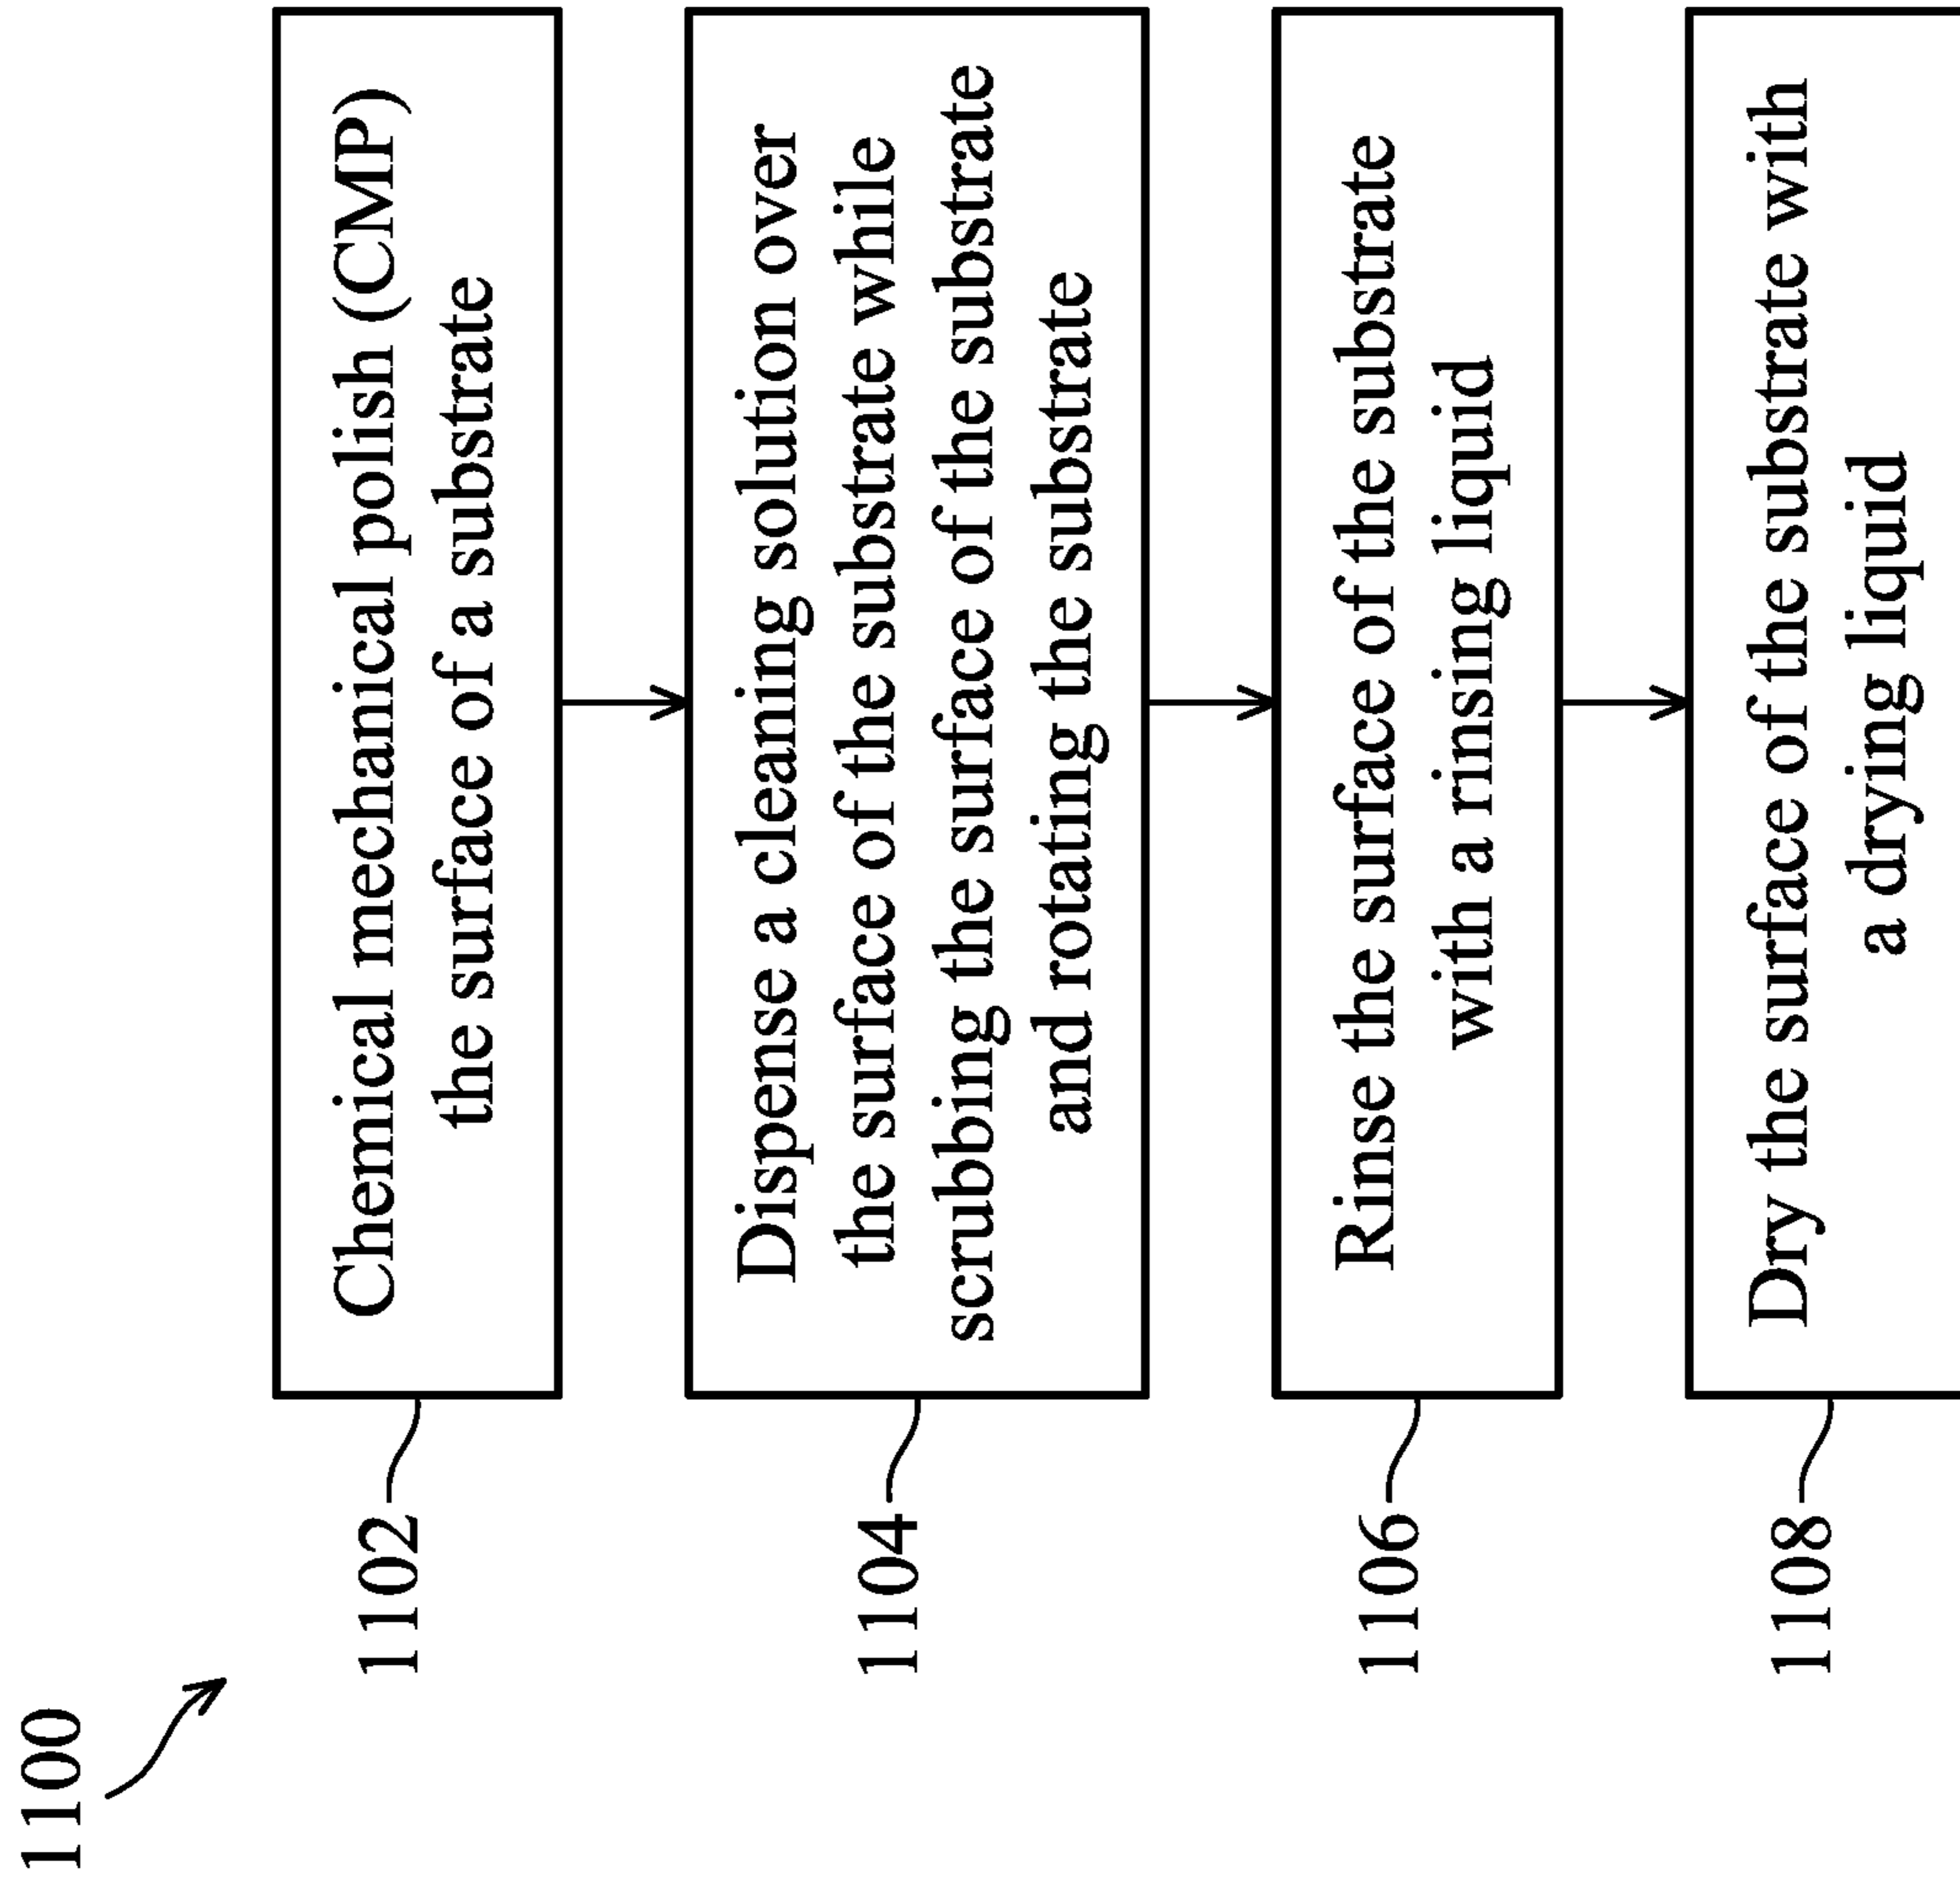 1100
1102
Chemical mechanical polish (CMP)
the surface of a substrate
1104
Dispense a cleaning solution over
the surface of the substrate while
scrubbing the surface of the substrate
and rotating the substrate
1106
Rinse the surface of the substrate
with a rinsing liquid
1108
Dry the surface of the substrate with
a drying liquid